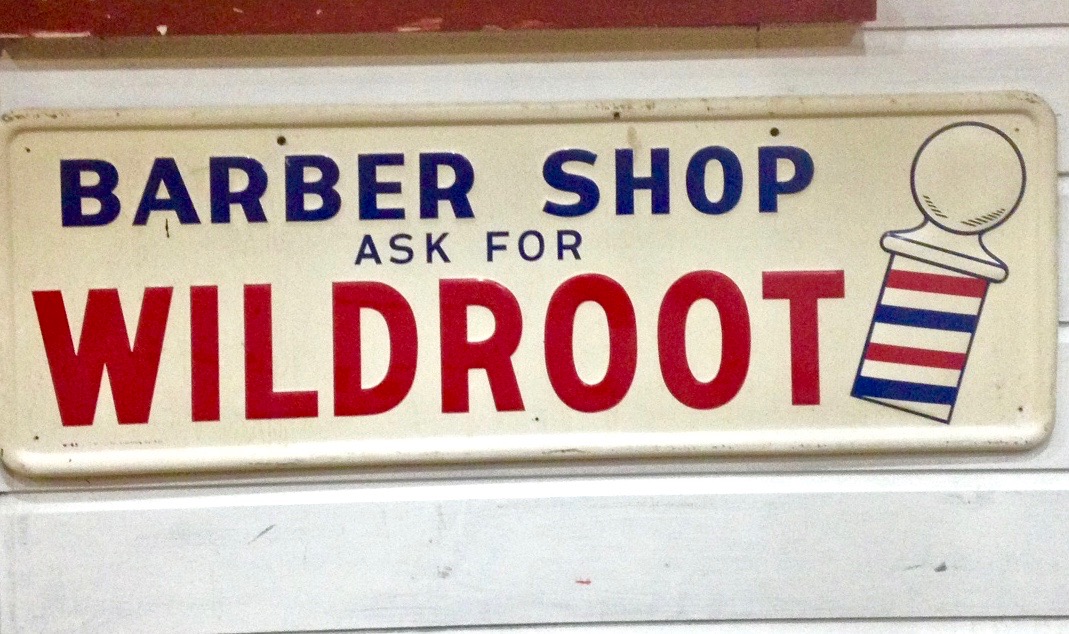 BARBER SHOP
ASK FOR
WILDROOT